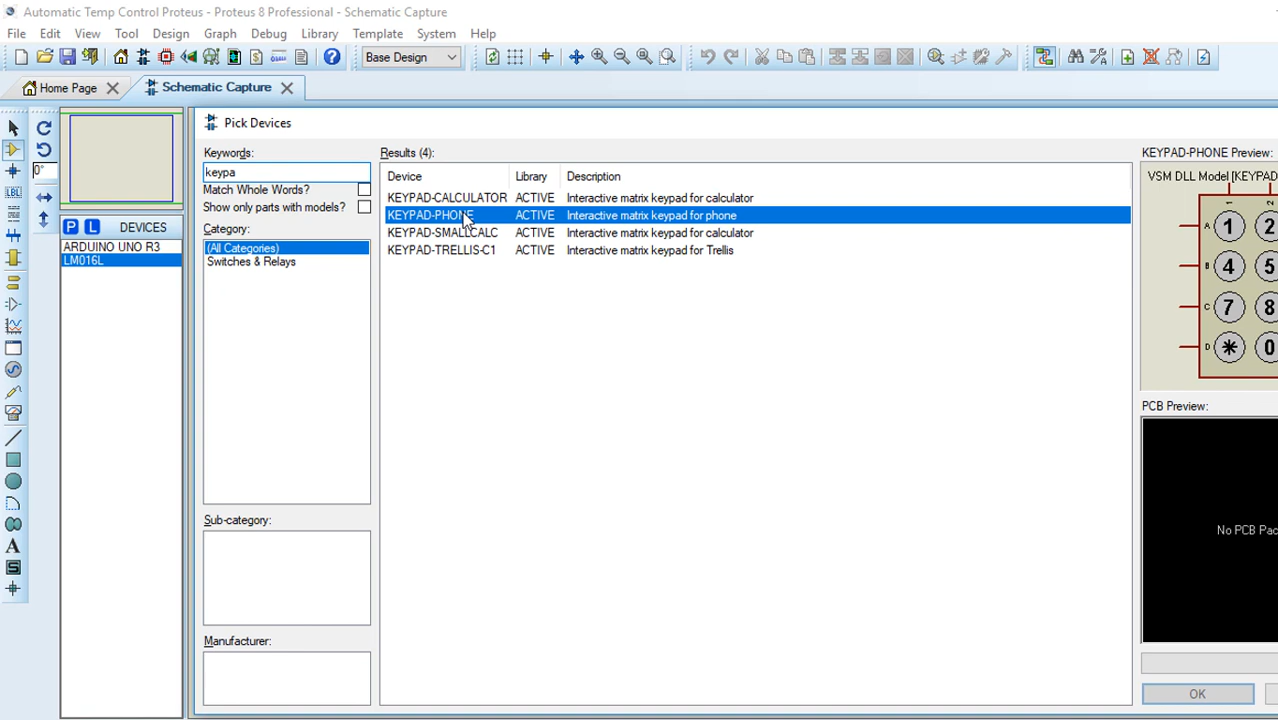 Automatic Temp Control Proteus - Proteus 8 Professional - Schematic Capture
File Edit View Tool Design Graph Debug Library Template System Help
Base Design
Home Page
Schematic Capture
Pick Devices
0°
Keywords:
keypa
Match Whole Words?
Show only parts with models?
Category:
(All Categories)
Switches & Relays
Sub-category:
Manufacturer:
P L DEVICES
ARDUINO UNO R3
LM016L
Results (4):
Device Library Description
KEYPAD-CALCULATOR ACTIVE Interactive matrix keypad for calculator
KEYPAD-PHONE ACTIVE Interactive matrix keypad for phone
KEYPAD-SMALLCALC ACTIVE Interactive matrix keypad for calculator
KEYPAD-TRELLIS-C1 ACTIVE Interactive matrix keypad for Trellis
KEYPAD-PHONE Preview:
VSM DLL Model [KEYPAD
1 2
A 1 2
B 4 5
C 7 8
D * 0
PCB Preview:
No PCB Pac
OK
LBL
A
S